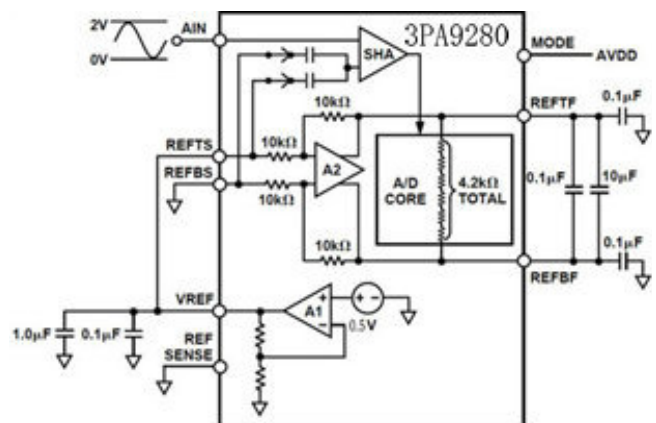 2V
0V
AIN
3PA9280
SHA
MODE
AVDD
0.1µF
10kΩ
REFTF
REFTS
10kΩ
REFBS
A2
10kΩ
A/D
CORE
4.2kΩ
TOTAL
0.1µF
10µF
10kΩ
0.1µF
REFBF
VREF
A1
0.5V
1.0µF
0.1µF
REF
SENSE